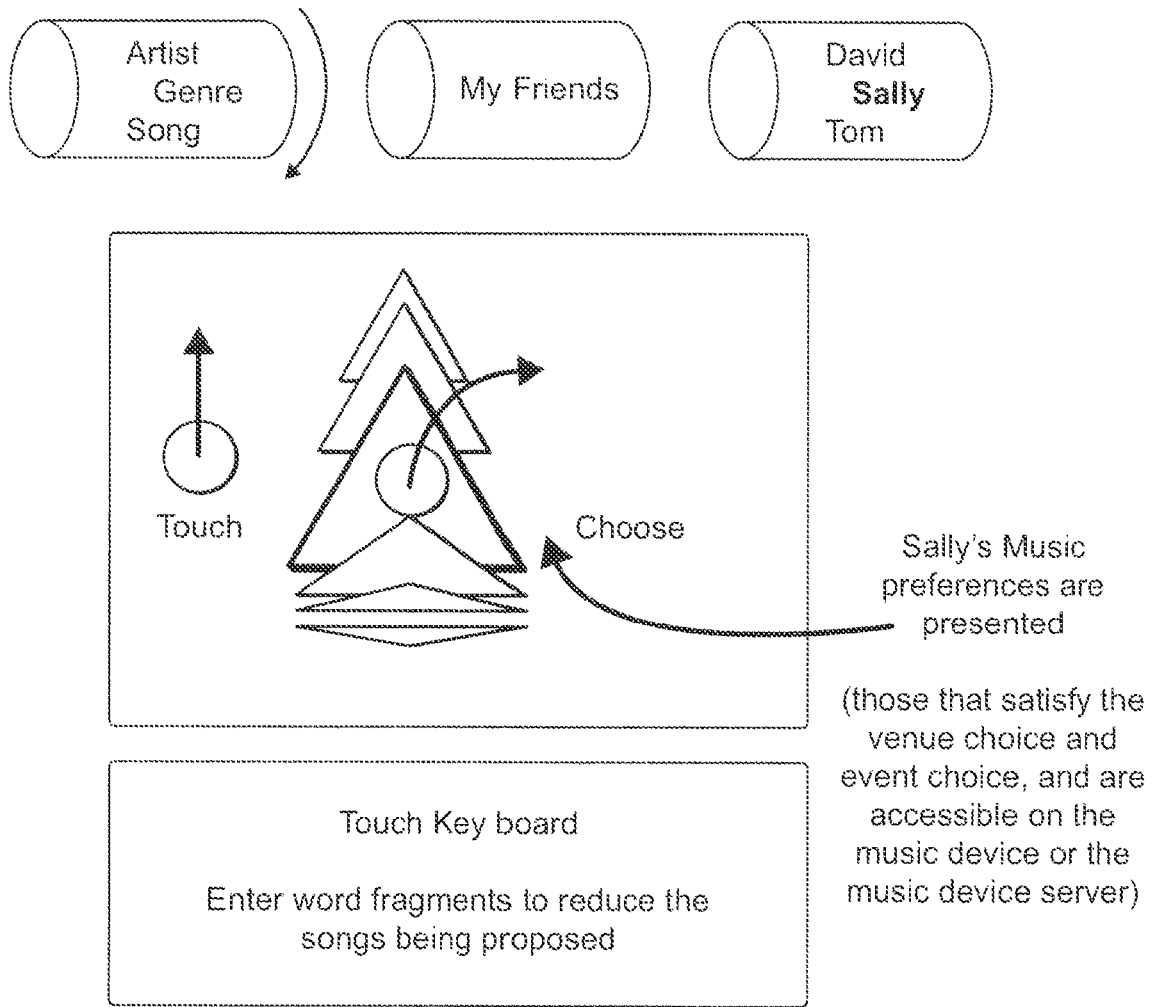 Artist
Genre
Song
My Friends
David
Sally
Tom
Touch
Choose
Sally's Music
preferences are
presented
(those that satisfy the
venue choice and
event choice, and are
accessible on the
music device or the
music device server)
Touch Key board
Enter word fragments to reduce the
songs being proposed